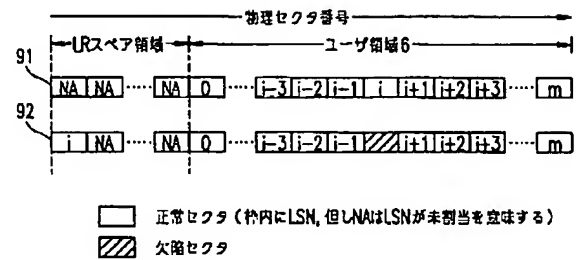 物理セクタ番号
LRスペア領域 ユーザ領域6
91
NA NA ‥‥ NA 0 ‥‥ i-3 i-2 i-1 i i+1 i+2 i+3 ‥‥ m
92
i NA ‥‥ NA 0 ‥‥ i-3 i-2 i-1 i+1 i+2 i+3 ‥‥ m
正常セクタ(枠内にLSN,但しNAはLSNが未割当を意味する)
欠陥セクタ